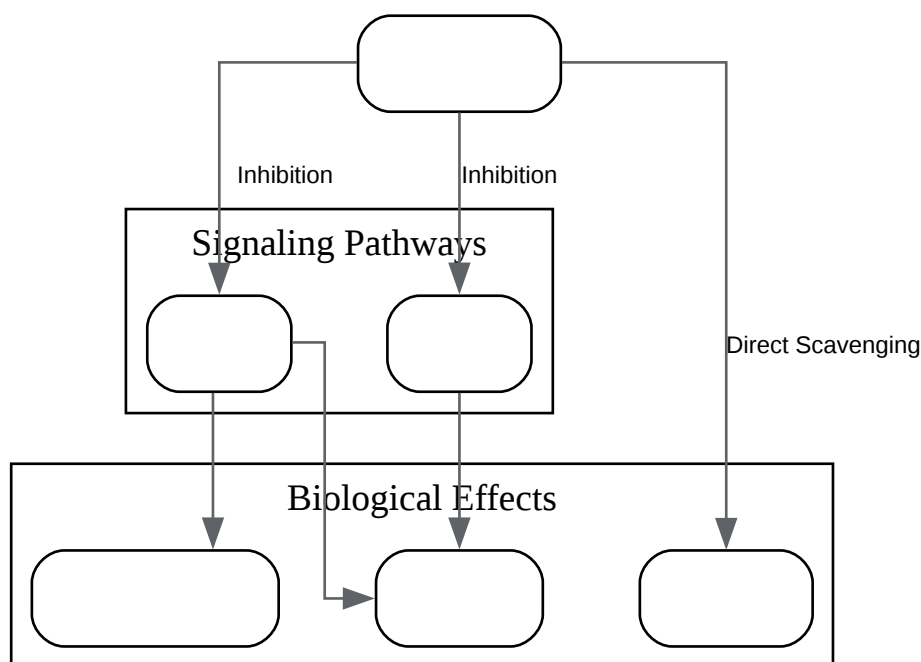 Inhibition
Inhibition
Signaling Pathways
Direct Scavenging
Biological Effects